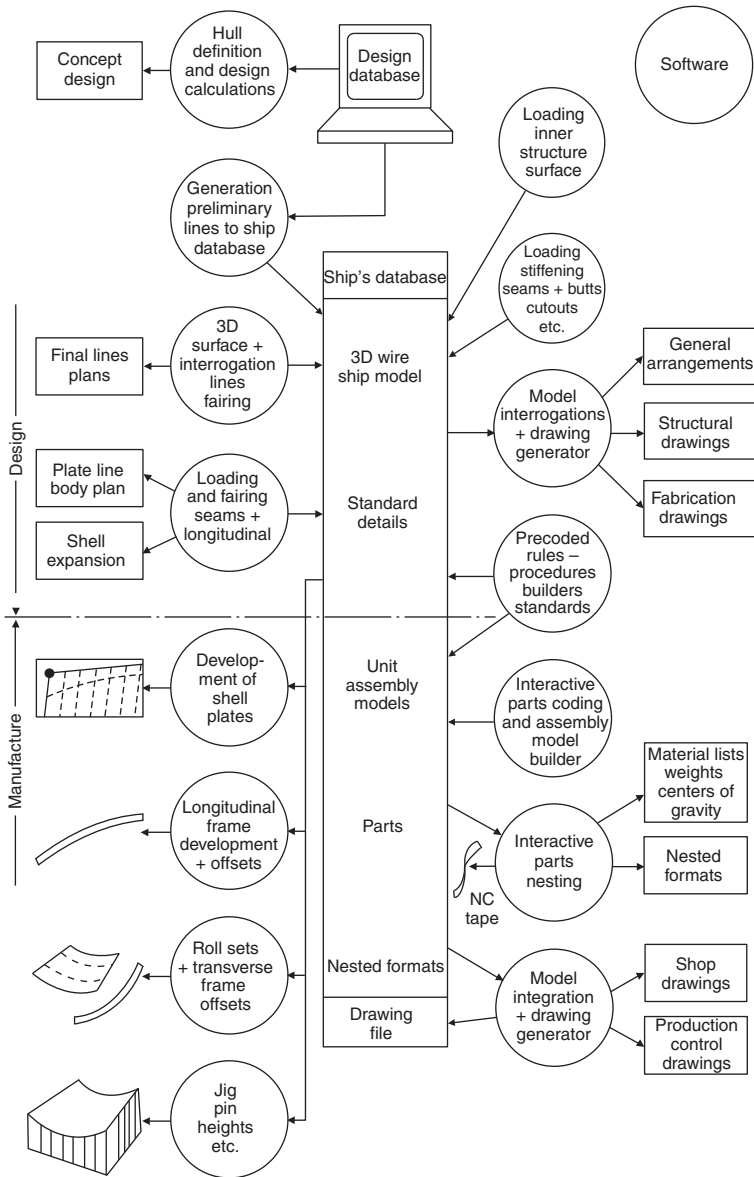 Concept
design
Hull
definition
and design
calculations
Design
database
Software
Loading
inner
structure
surface
Generation
preliminary
lines to ship
database
Ship's database
Loading
stiffening
seams + butts
cutouts
etc.
Final lines
plans
3D
surface +
interrogation
lines
fairing
3D wire
ship model
Model
interrogations
+ drawing
generator
General
arrangements
Structural
drawings
Fabrication
drawings
Design
Plate line
body plan
Shell
expansion
Loading
and fairing
seams +
longitudinal
Standard
details
Precoded
rules –
procedures
builders
standards
Manufacture
Develop-
ment of
shell
plates
Unit
assembly
models
Interactive
parts coding
and assembly
model
builder
Longitudinal
frame
development
+ offsets
Parts
NC
tape
Interactive
parts
nesting
Material lists
weights
centers of
gravity
Nested
formats
Roll sets
+ transverse
frame
offsets
Nested formats
Drawing
file
Model
integration
+ drawing
generator
Shop
drawings
Production
control
drawings
Jig
pin
heights
etc.